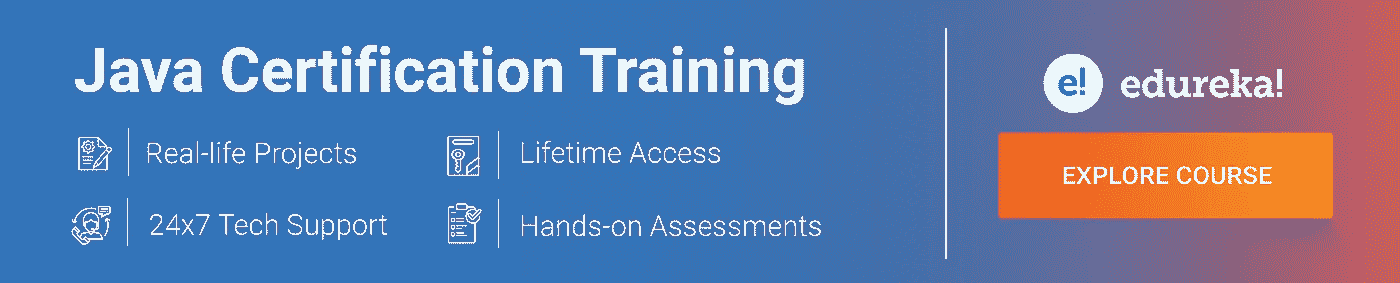 Java Certification Training
Real-life Projects
Lifetime Access
24x7 Tech Support
Hands-on Assessments
e! edureka!
EXPLORE COURSE